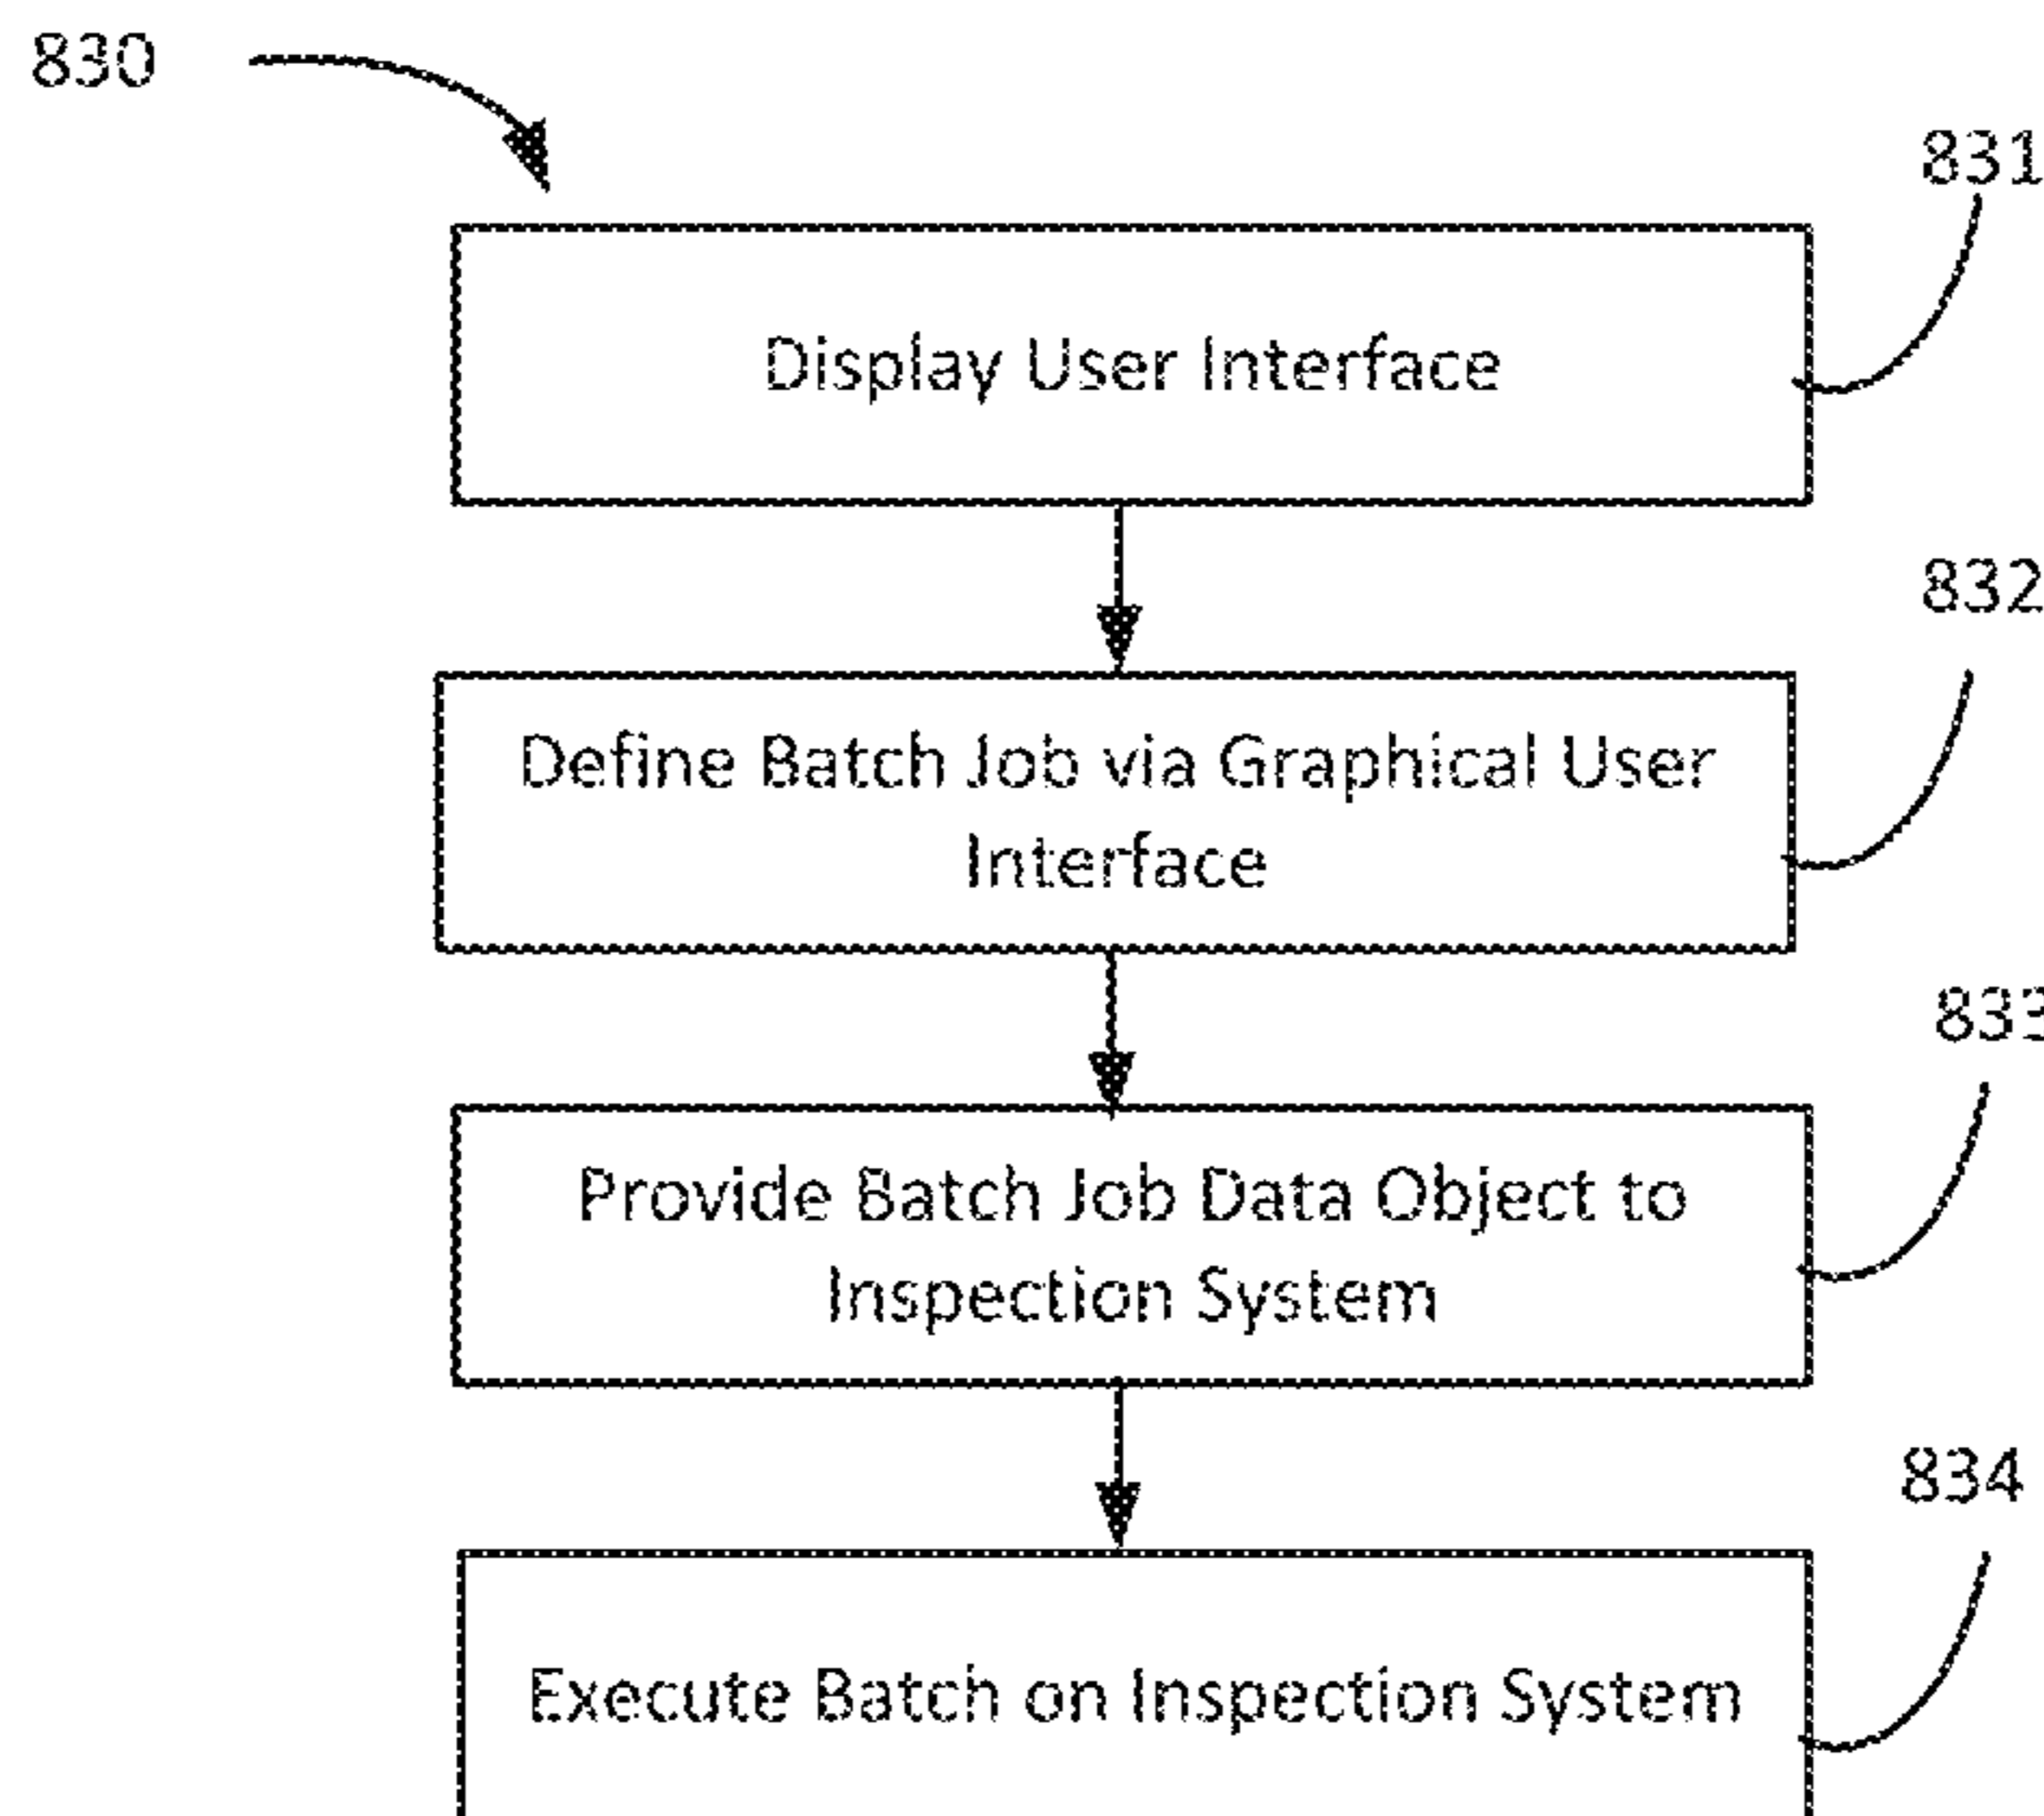 830
831
Display User Interface
832
Define Batch Job via Graphical User
Interface
833
Provide Batch Job Data Object to
Inspection System
834
Execute Batch on Inspection System